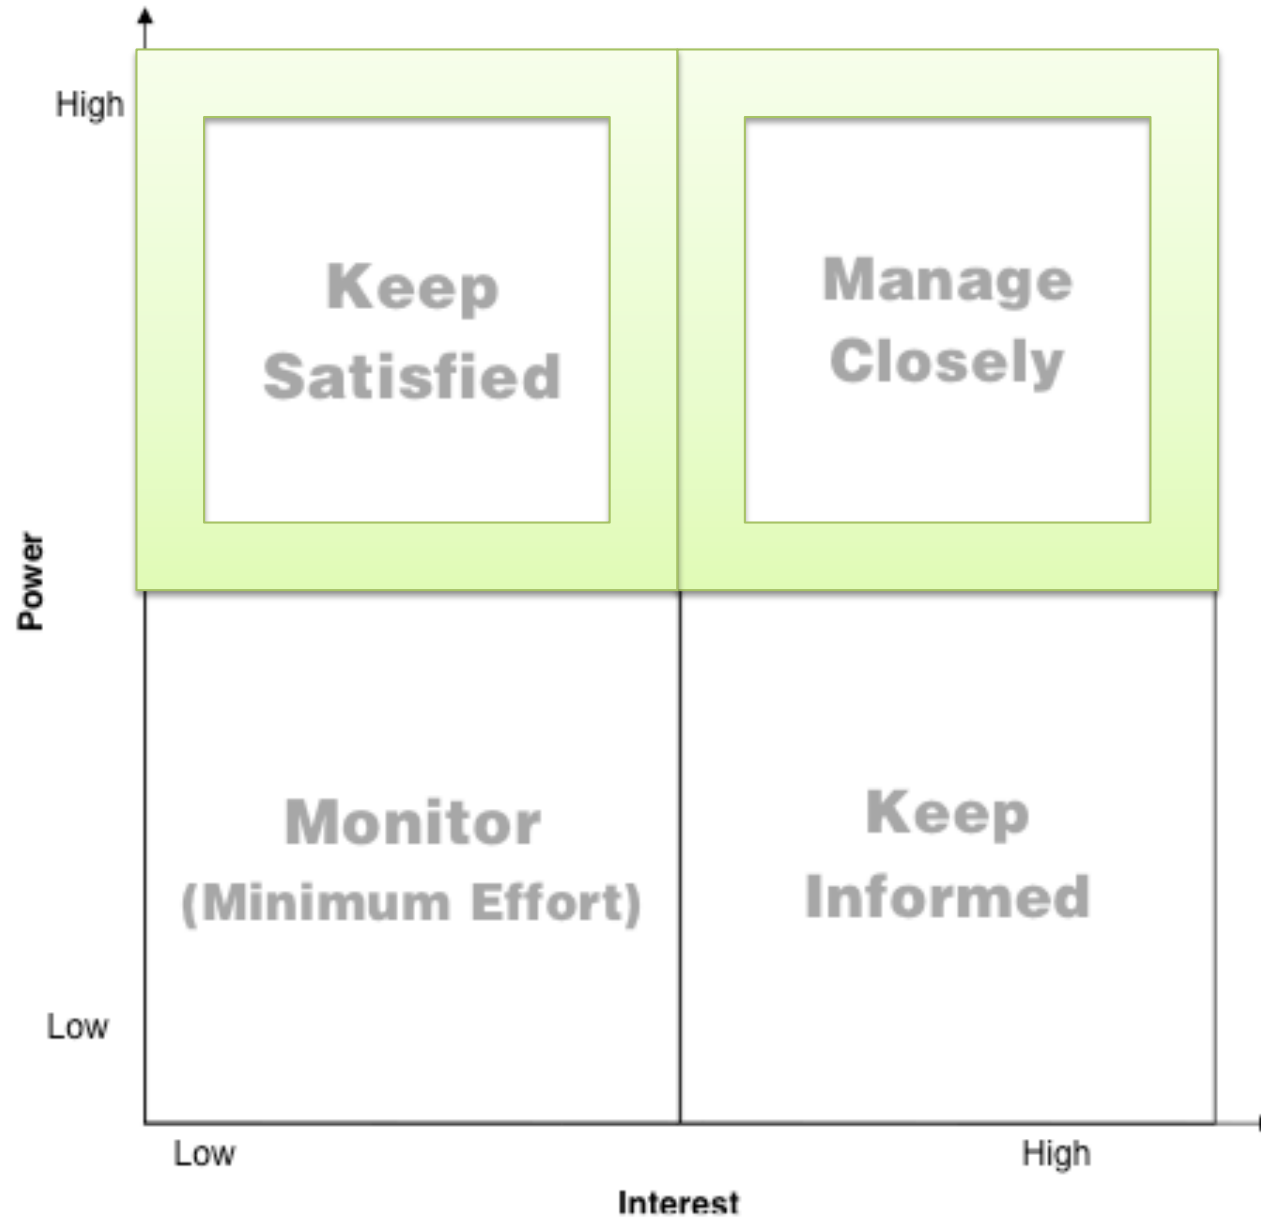 High
Keep
Satisfied
Manage
Closely
Power
Monitor
(Minimum Effort)
Keep
Informed
Low
Low
High
Interest